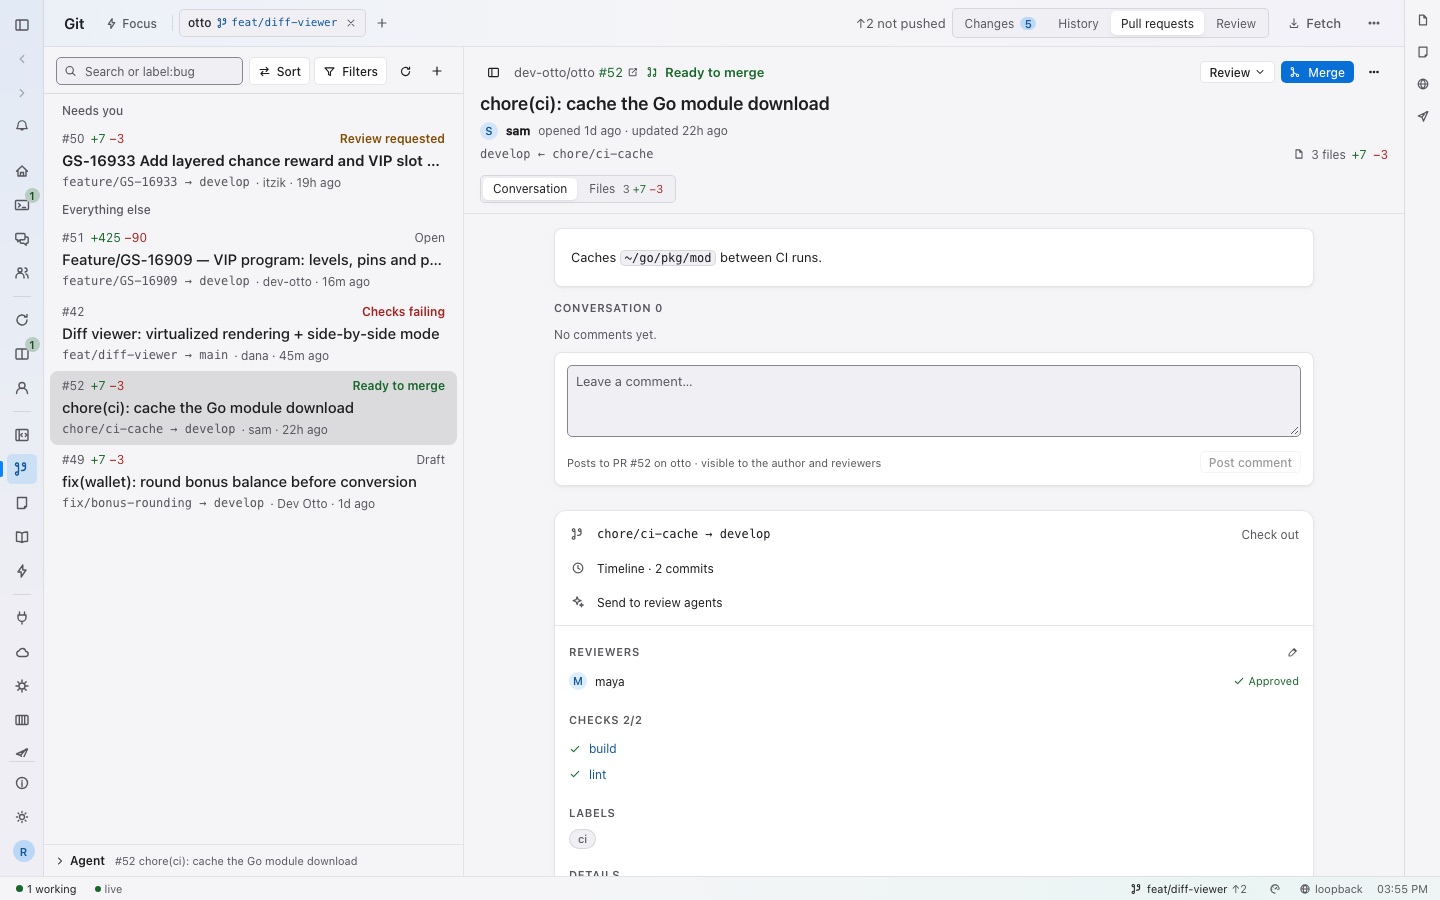 Git
Focus
otto feat/diff-viewer
↑2 not pushed
Changes 5
History
Pull requests
Review
Fetch
Search or label:bug
Sort
Filters
Needs you
#50 +7 −3 Review requested
GS-16933 Add layered chance reward and VIP slot ...
feature/GS-16933 → develop · itzik · 19h ago
Everything else
#51 +425 −90 Open
Feature/GS-16909 — VIP program: levels, pins and p...
feature/GS-16909 → develop · dev-otto · 16m ago
#42 Checks failing
Diff viewer: virtualized rendering + side-by-side mode
feat/diff-viewer → main · dana · 45m ago
#52 +7 −3 Ready to merge
chore(ci): cache the Go module download
chore/ci-cache → develop · sam · 22h ago
#49 +7 −3 Draft
fix(wallet): round bonus balance before conversion
fix/bonus-rounding → develop · Dev Otto · 1d ago
Agent #52 chore(ci): cache the Go module download
dev-otto/otto #52 Ready to merge
Review
Merge
chore(ci): cache the Go module download
S sam opened 1d ago · updated 22h ago
develop ← chore/ci-cache
3 files +7 −3
Conversation
Files 3 +7 −3
Caches ~/go/pkg/mod between CI runs.
CONVERSATION 0
No comments yet.
Leave a comment...
Posts to PR #52 on otto · visible to the author and reviewers
Post comment
chore/ci-cache → develop
Check out
Timeline · 2 commits
Send to review agents
REVIEWERS
M maya
Approved
CHECKS 2/2
build
lint
LABELS
ci
DETAILS
1
1
R
1 working
live
feat/diff-viewer ↑2
loopback
03:55 PM